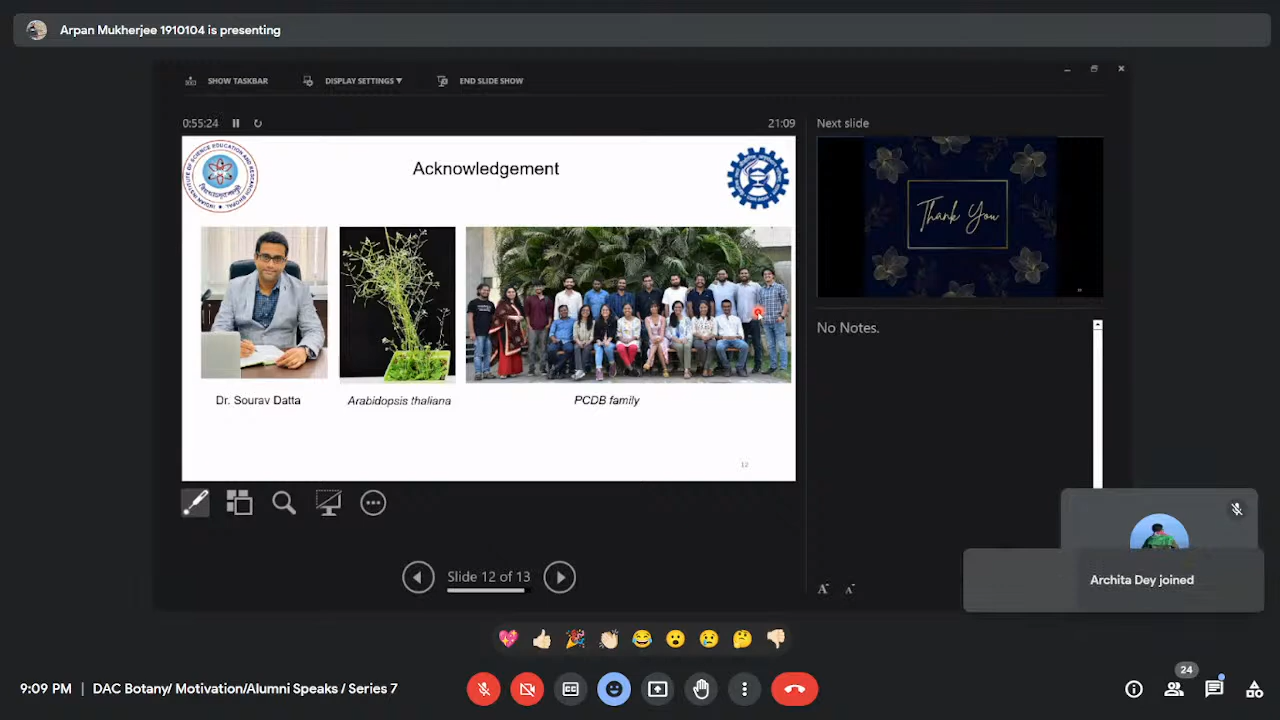 Arpan Mukherjee 1910104 is presenting
SHOW TASKBAR
DISPLAY SETTINGS ▼
END SLIDE SHOW
0:55:24
21:09
Next slide
Acknowledgement
Thank You
No Notes.
Dr. Sourav Datta
Arabidopsis thaliana
PCDB family
12
Slide 12 of 13
A
A
Archita Dey joined
24
9:09 PM | DAC Botany/ Motivation/Alumni Speaks / Series 7